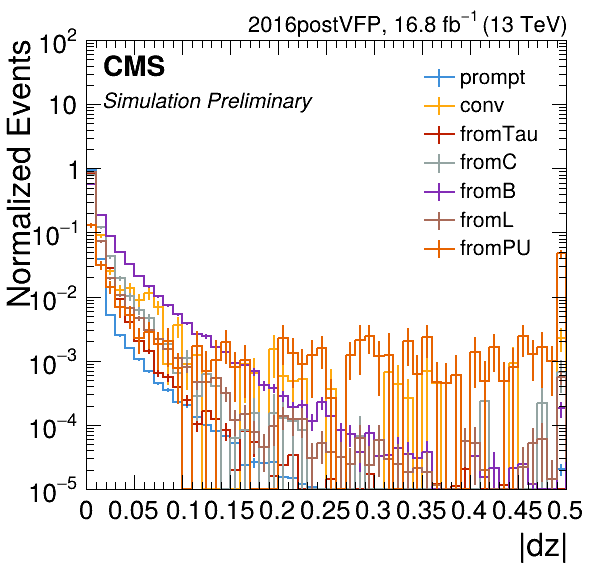 2016postVFP, 16.8 fb⁻¹ (13 TeV)
CMS
Simulation Preliminary
prompt
conv
fromTau
fromC
fromB
fromL
fromPU
Normalized Events
10²
10
1
10⁻¹
10⁻²
10⁻³
10⁻⁴
10⁻⁵
0 0.05 0.1 0.15 0.2 0.25 0.3 0.35 0.4 0.45 0.5
|dz|